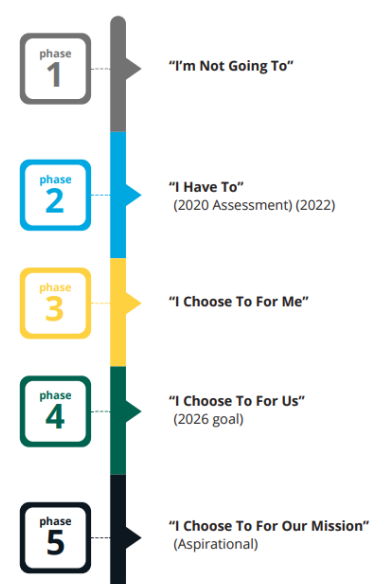 phase
1
“I’m Not Going To”
phase
2
“I Have To”
(2020 Assessment) (2022)
phase
3
“I Choose To For Me”
phase
4
“I Choose To For Us”
(2026 goal)
phase
5
“I Choose To For Our Mission”
(Aspirational)